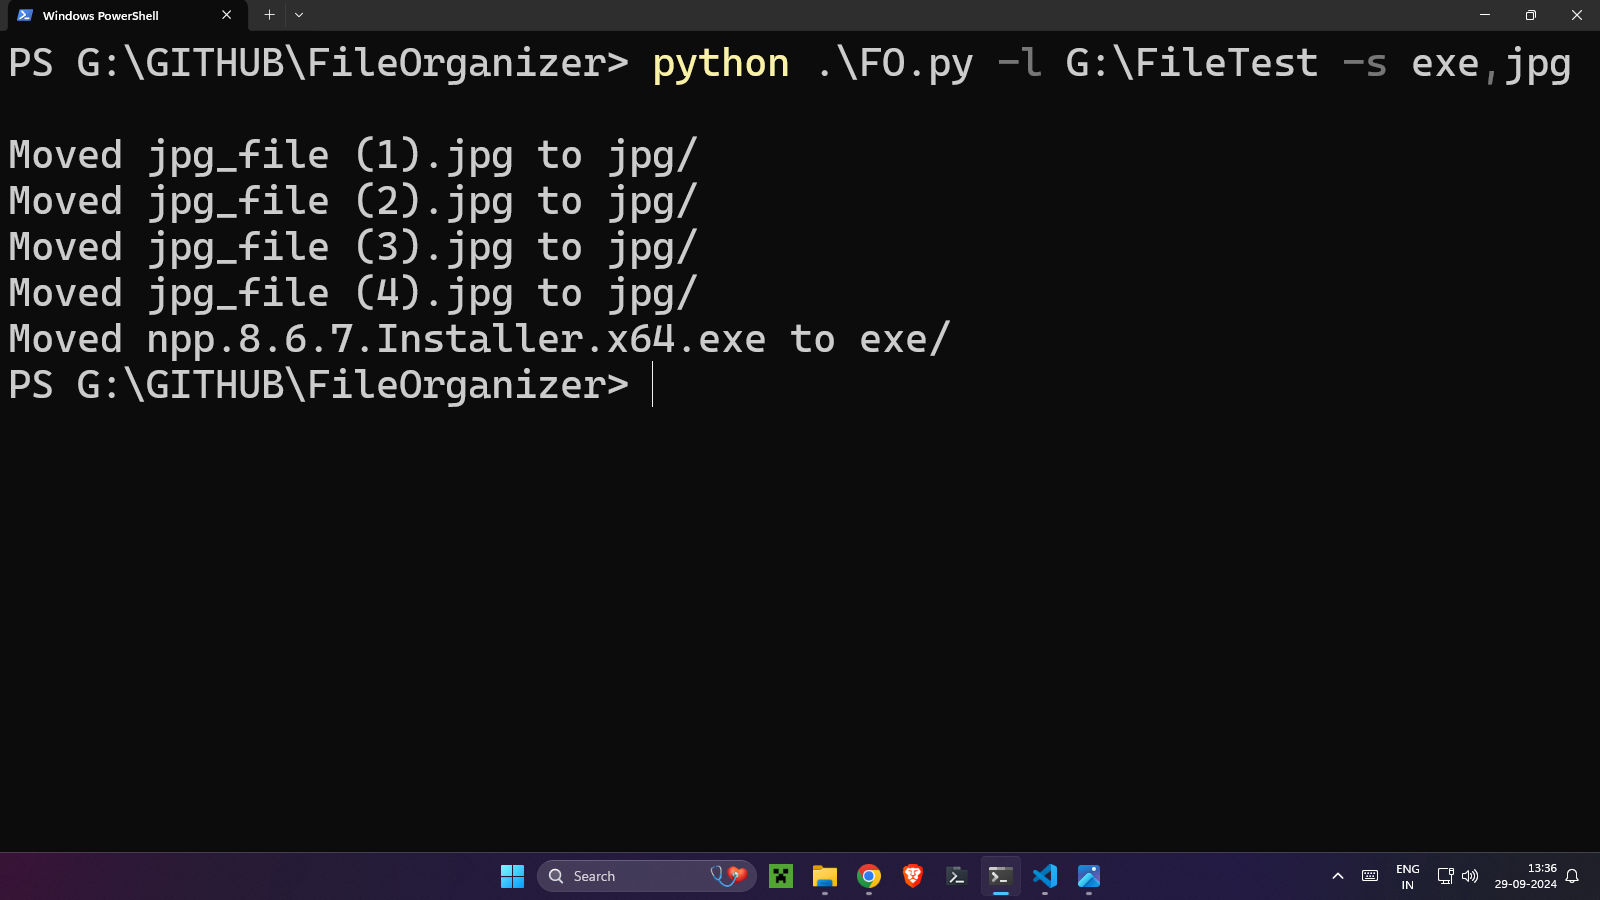 Windows PowerShell
PS G:\GITHUB\FileOrganizer> python .\FO.py -l G:\FileTest -s exe,jpg
Moved jpg_file (1).jpg to jpg/
Moved jpg_file (2).jpg to jpg/
Moved jpg_file (3).jpg to jpg/
Moved jpg_file (4).jpg to jpg/
Moved npp.8.6.7.Installer.x64.exe to exe/
PS G:\GITHUB\FileOrganizer>
Search
ENG
IN
13:36
29-09-2024